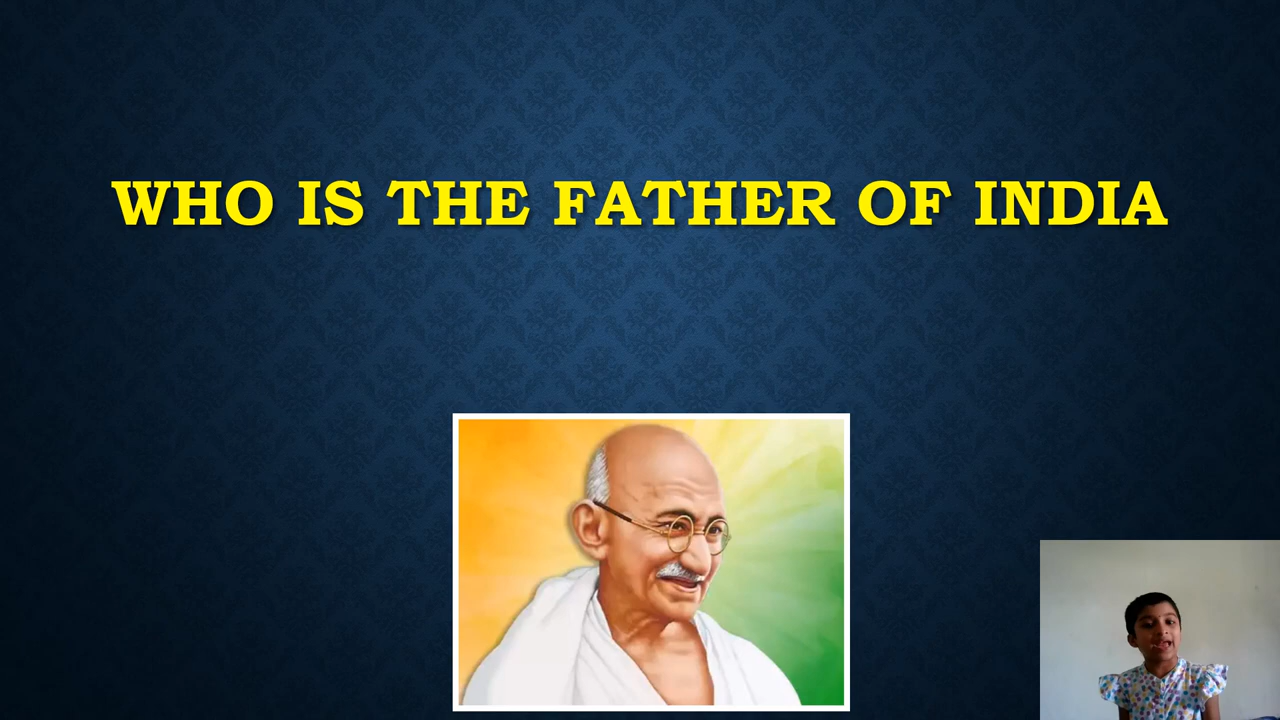 WHO IS THE FATHER OF INDIA